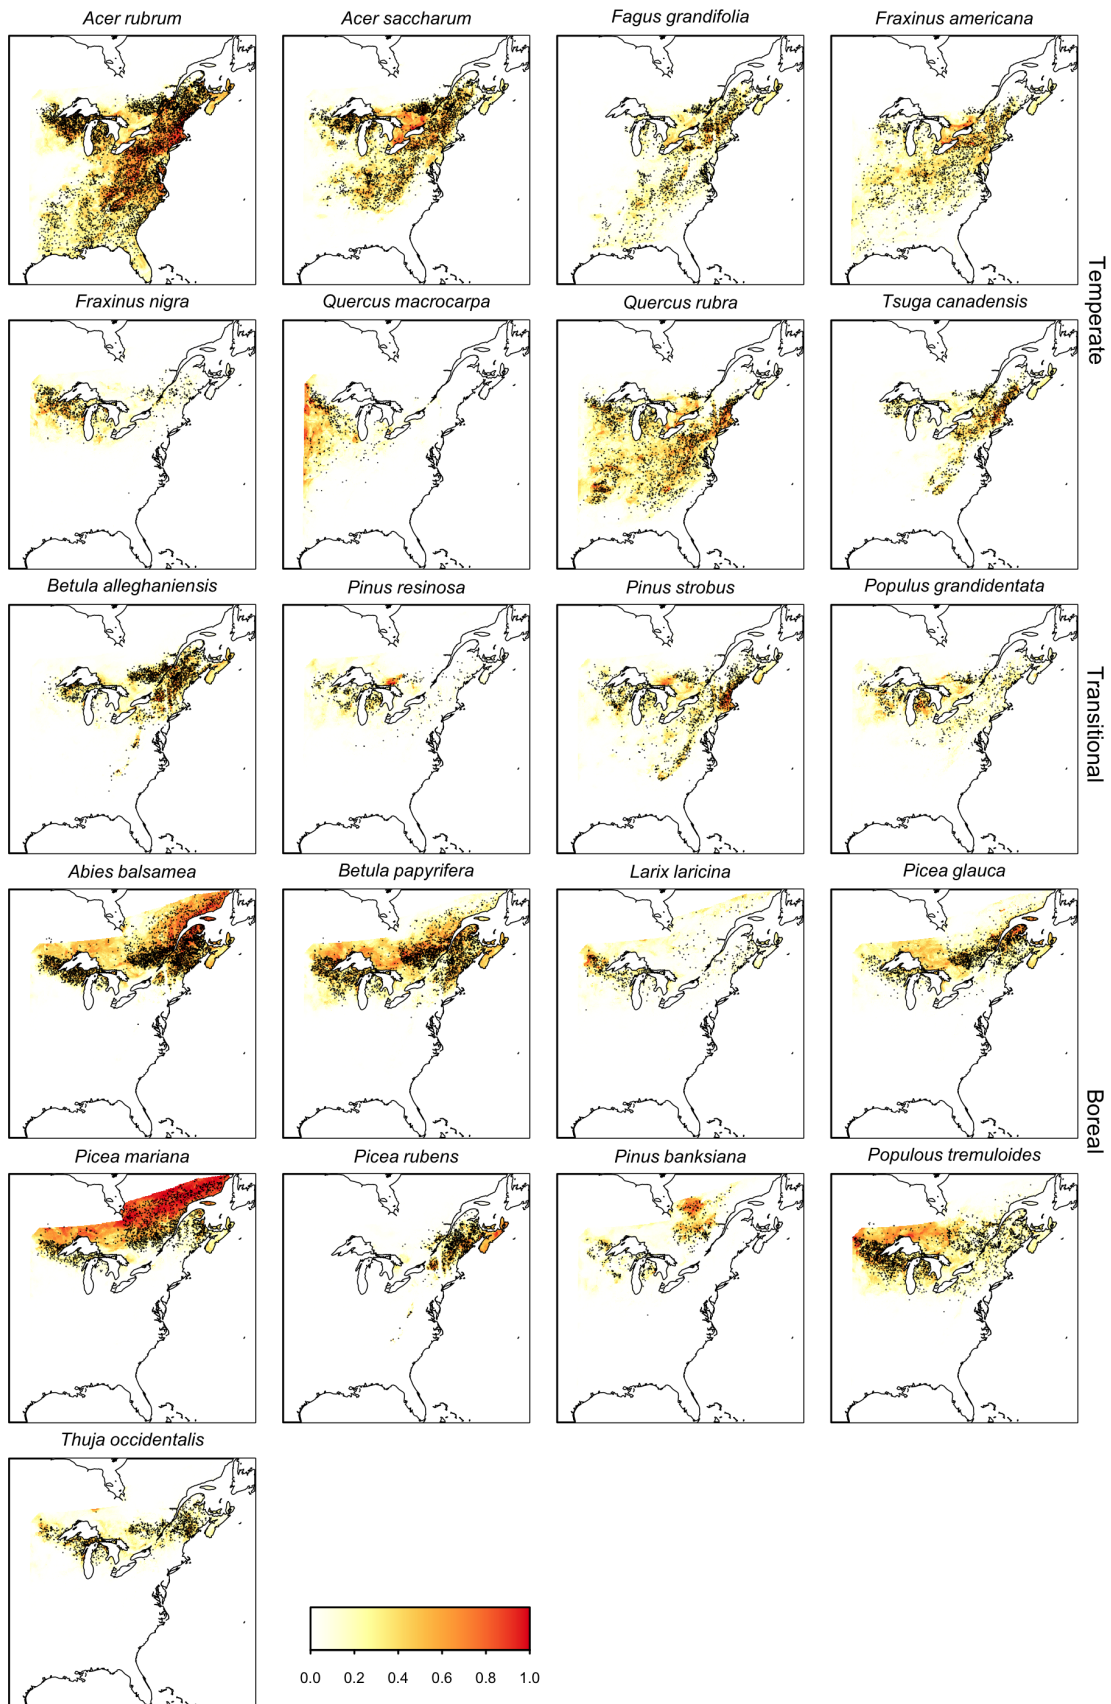 Acer rubrum
Acer saccharum
Fagus grandifolia
Fraxinus americana
Temperate
Fraxinus nigra
Quercus macrocarpa
Quercus rubra
Tsuga canadensis
Betula alleghaniensis
Pinus resinosa
Pinus strobus
Populus grandidentata
Transitional
Abies balsamea
Betula papyrifera
Larix laricina
Picea glauca
Boreal
Picea mariana
Picea rubens
Pinus banksiana
Populous tremuloides
Thuja occidentalis
0.0 0.2 0.4 0.6 0.8 1.0